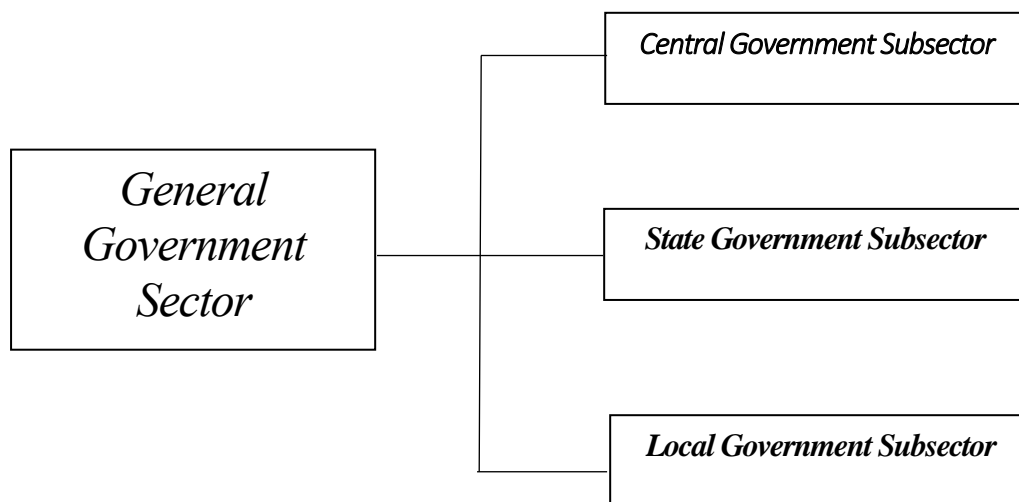 Central Government Subsector
General
Government
Sector
State Government Subsector
Local Government Subsector